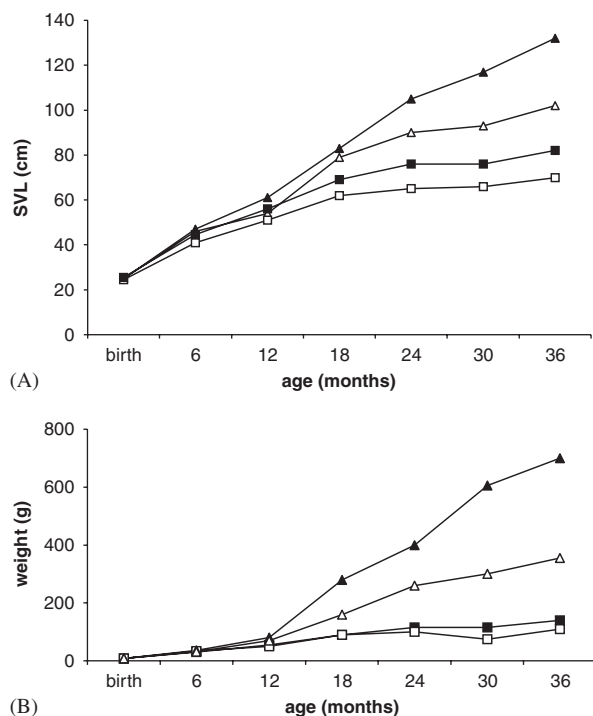 140
120
100
80
60
40
20
0
SVL (cm)
birth 6 12 18 24 30 36
(A) age (months)
800
600
400
200
0
weight (g)
birth 6 12 18 24 30 36
(B) age (months)